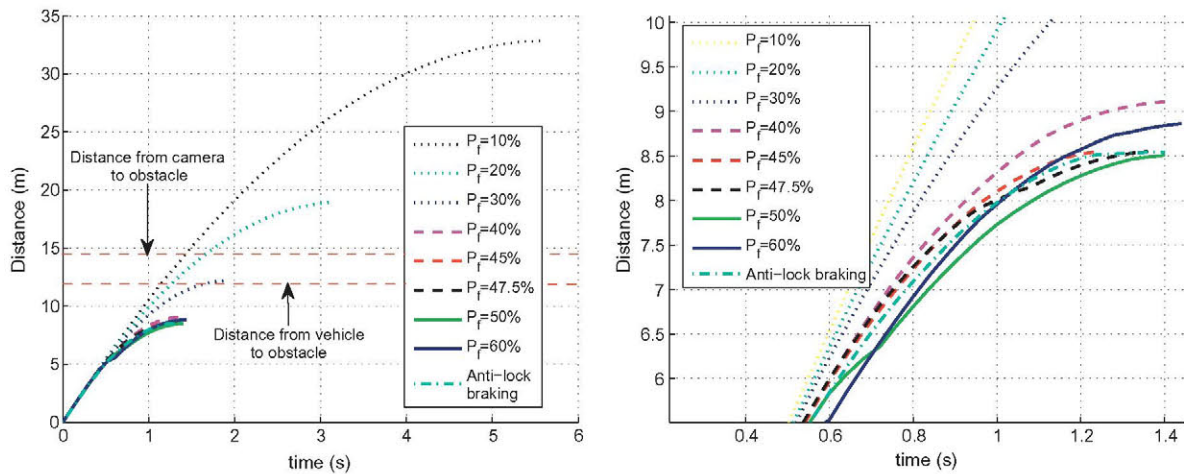 35
30
25
20
15
10
5
0
Distance (m)
0 1 2 3 4 5 6
time (s)
Distance from camera
to obstacle
Distance from vehicle
to obstacle
P_f=10%
P_f=20%
P_f=30%
P_f=40%
P_f=45%
P_f=47.5%
P_f=50%
P_f=60%
Anti-lock
braking
10
9.5
9
8.5
8
7.5
7
6.5
6
Distance (m)
0.4 0.6 0.8 1 1.2 1.4
time (s)
P_f=10%
P_f=20%
P_f=30%
P_f=40%
P_f=45%
P_f=47.5%
P_f=50%
P_f=60%
Anti-lock braking